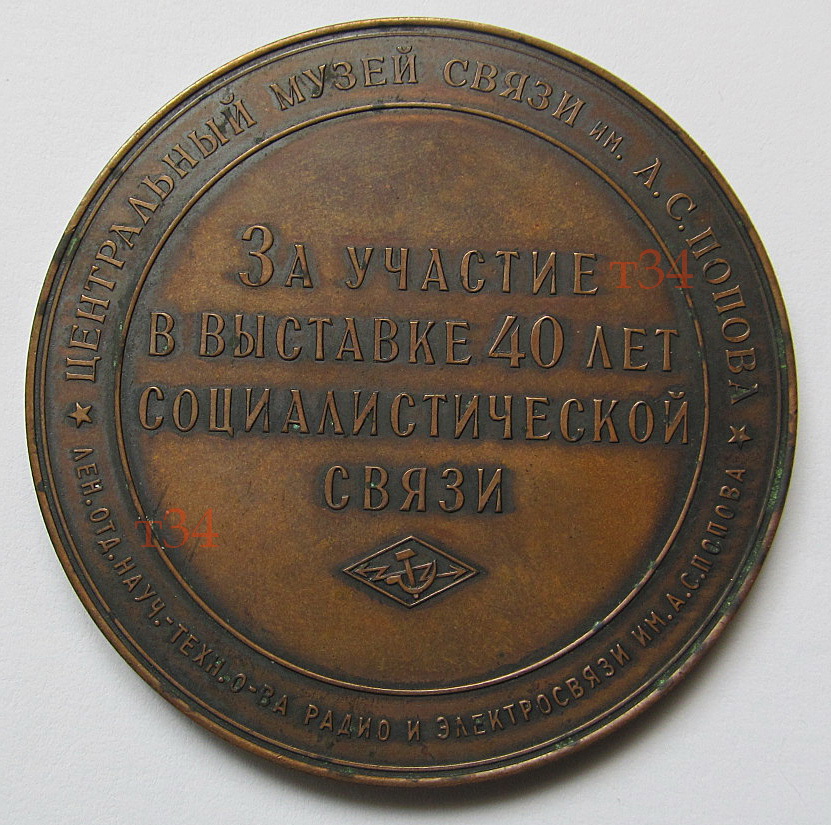 ЦЕНТРАЛЬНЫЙ МУЗЕЙ СВЯЗИ им. А.С.ПОПОВА
За участие т34
в выставке 40 лет
социалистической
связи
т34
ЛЕН.ОТД.НАУЧ.-ТЕХН.О-ВА РАДИО И ЭЛЕКТРОСВЯЗИ ИМ.А.С.ПОПОВА